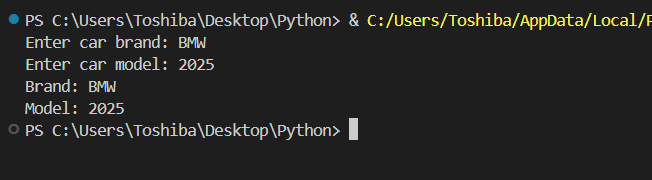 PS C:\Users\Toshiba\Desktop\Python> & C:/Users/Toshiba/AppData/Local/
Enter car brand: BMW
Enter car model: 2025
Brand: BMW
Model: 2025
PS C:\Users\Toshiba\Desktop\Python>